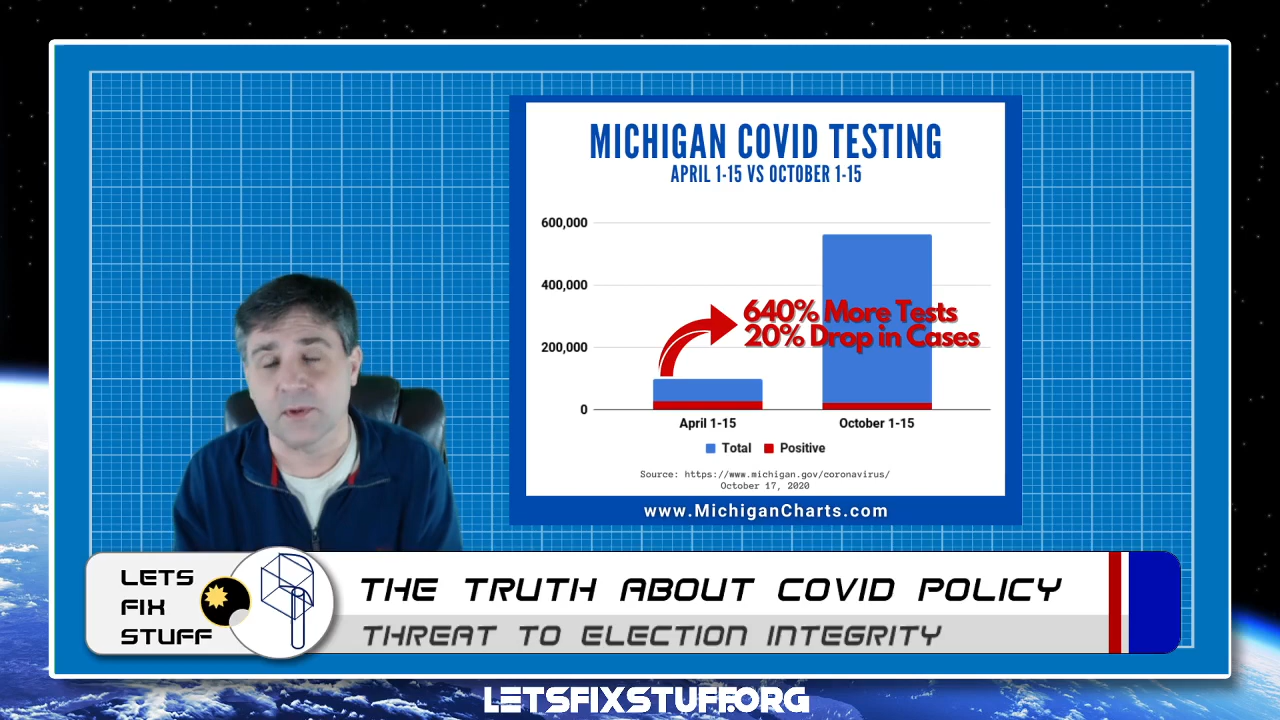 MICHIGAN COVID TESTING
APRIL 1-15 VS OCTOBER 1-15
600,000
400,000
640% More Tests
20% Drop in Cases
200,000
0
April 1-15 October 1-15
Total Positive
Source: https://www.michigan.gov/coronavirus/
October 17, 2020
www.MichiganCharts.com
LETS
FIX
STUFF
THE TRUTH ABOUT COVID POLICY
THREAT TO ELECTION INTEGRITY
LETSFIXSTUFF.ORG